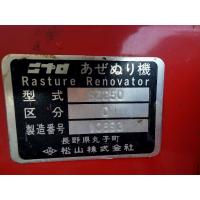 ニプロ あぜぬり機
Rasture Renovator
型式
区分
製造番号
長野県丸子町
松山株式会社